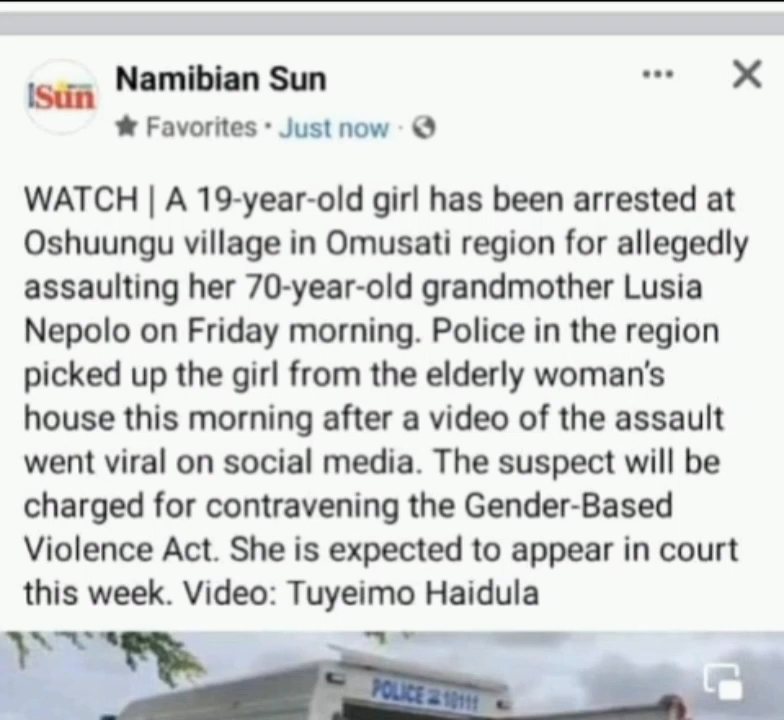 Sun
Namibian Sun
Favorites · Just now ·
WATCH | A 19-year-old girl has been arrested at
Oshuungu village in Omusati region for allegedly
assaulting her 70-year-old grandmother Lusia
Nepolo on Friday morning. Police in the region
picked up the girl from the elderly woman's
house this morning after a video of the assault
went viral on social media. The suspect will be
charged for contravening the Gender-Based
Violence Act. She is expected to appear in court
this week. Video: Tuyeimo Haidula
POLICE ☎ 10111